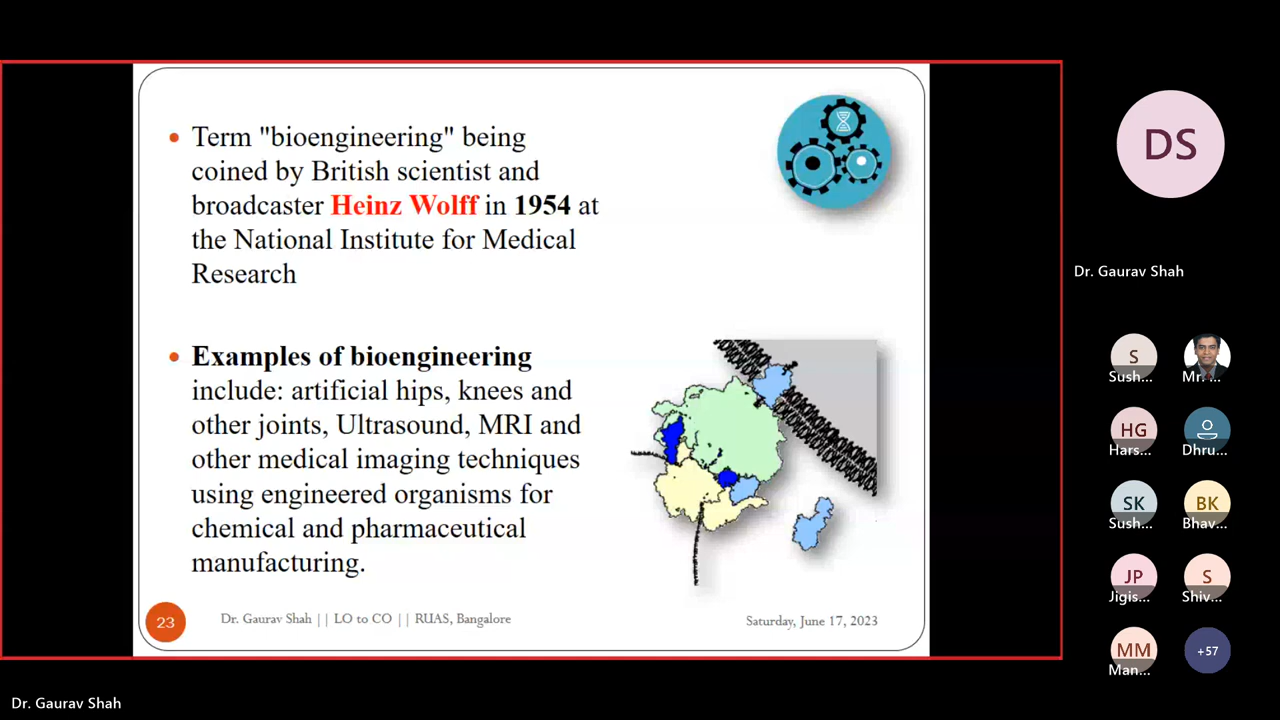 Term "bioengineering" being
coined by British scientist and
broadcaster Heinz Wolff in 1954 at
the National Institute for Medical
Research
Examples of bioengineering
include: artificial hips, knees and
other joints, Ultrasound, MRI and
other medical imaging techniques
using engineered organisms for
chemical and pharmaceutical
manufacturing.
23
Dr. Gaurav Shah || LO to CO || RUAS, Bangalore
Saturday, June 17, 2023
DS
Dr. Gaurav Shah
S
Sush...
Mr. ...
HG
Hars...
Dhru...
SK
Sush...
BK
Bhav...
JP
Jigis...
S
Shiv...
MM
Man...
+57
Dr. Gaurav Shah